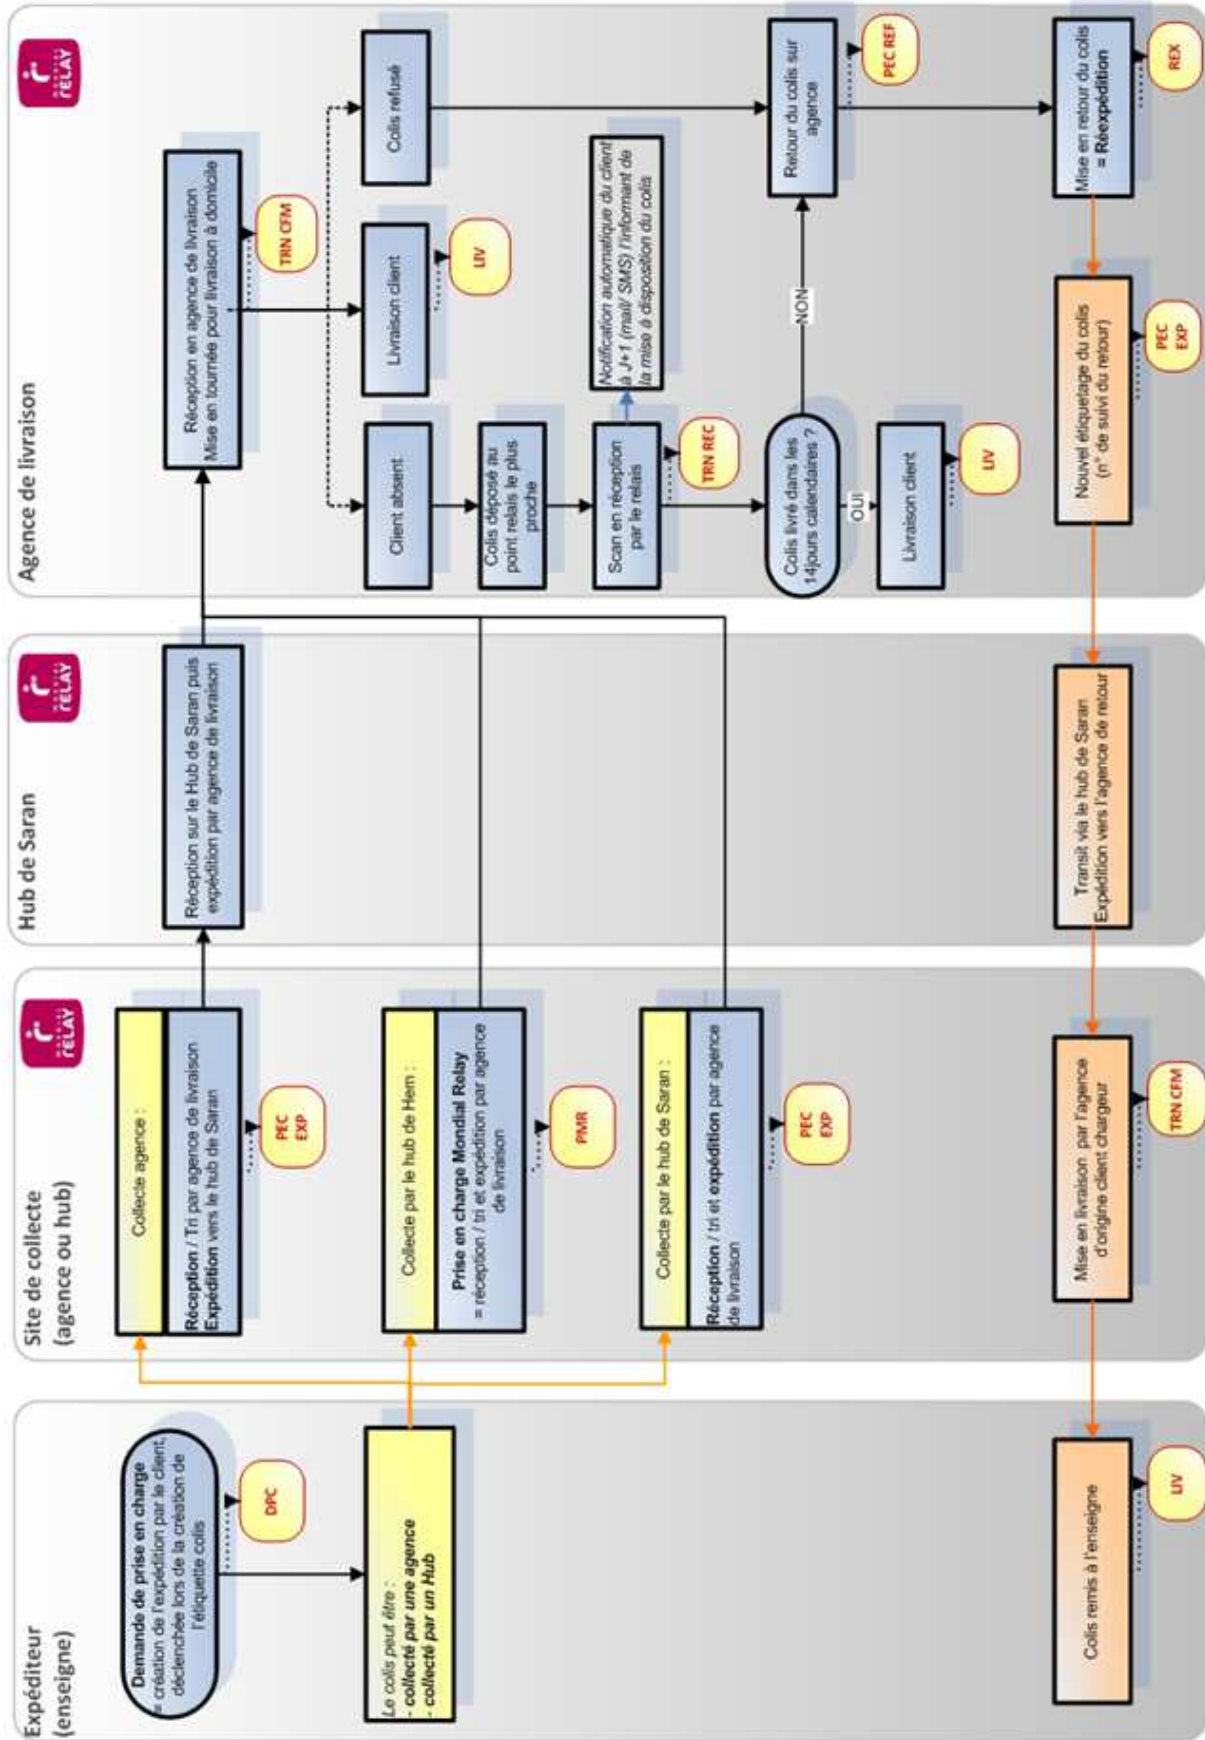 Expéditeur
(enseigne)
Demande de prise en charge
= création de l'expédition par le client,
déclenchée lors de la création de
l'étiquette colis
DPC
Le colis peut être :
- collecté par une agence
- collecté par un Hub
Colis remis à l'enseigne
LIV
Site de collecte
(agence ou hub)
RELAY
Collecte agence :
Réception / Tri par agence de livraison
Expédition vers le hub de Saran
PEC
EXP
Collecte par le hub de Hem :
Prise en charge Mondial Relay
= réception / tri et expédition par agence
de livraison
PMR
Collecte par le hub de Saran :
Réception / tri et expédition par agence
de livraison
PEC
EXP
Mise en livraison par l'agence
d'origine client chargeur
TRN CFM
Hub de Saran
RELAY
Réception sur le Hub de Saran puis
expédition par agence de livraison
Transit via le hub de Saran
Expédition vers l'agence de retour
Agence de livraison
RELAY
Réception en agence de livraison
Mise en tournée pour livraison à domicile
TRN CFM
Client absent
Livraison client
LIV
Colis refusé
Colis déposé au
point relais le plus
proche
Scan en réception
par le relais
TRN REC
Notification automatique du client
à J+1 (mail/ SMS) l'informant de
la mise à disposition du colis
Colis livré dans les
14jours calendaires ?
NON
Retour du colis sur
agence
PEC REF
OUI
Livraison client
LIV
Nouvel étiquetage du colis
(n° de suivi du retour)
PEC
EXP
Mise en retour du colis
= Réexpédition
REX